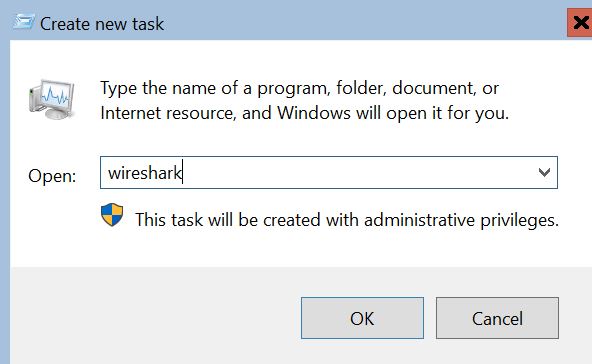 Create new task
Type the name of a program, folder, document, or
Internet resource, and Windows will open it for you.
Open: wireshark
This task will be created with administrative privileges.
OK Cancel